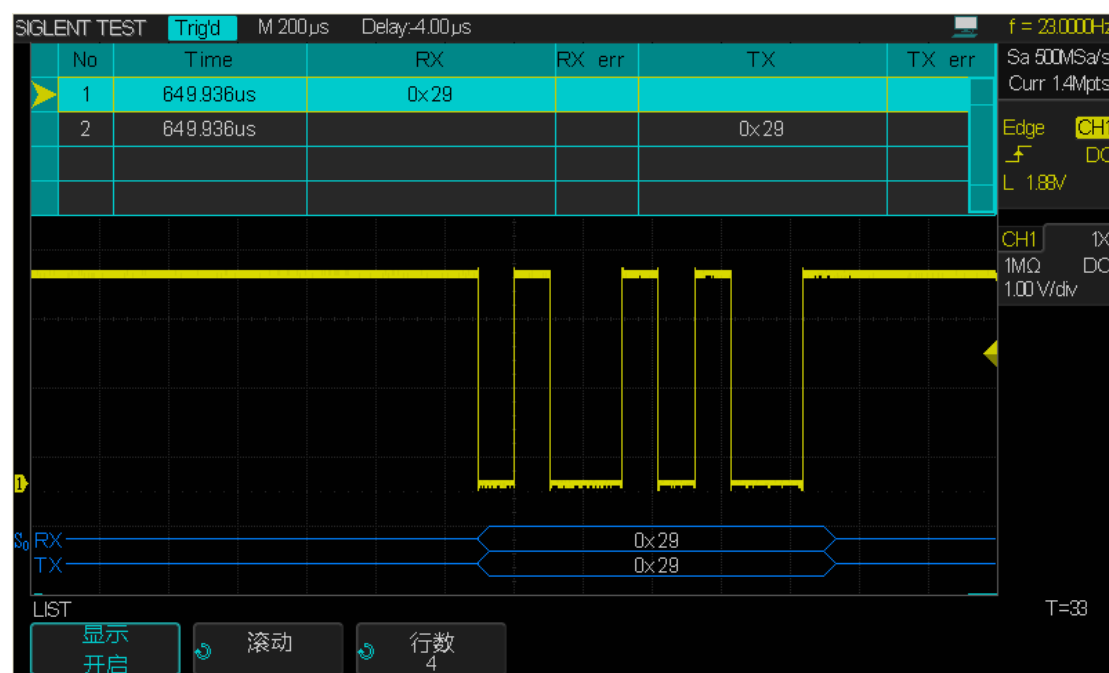 SIGLENT TEST Trig'd M 200μs Delay:-4.00μs f = 23.0000Hz
No Time RX RX err TX TX err
Sa 500MSa/s
Curr 1.4Mpts
1 649.936us 0x29
2 649.936us 0x29
Edge CH1
DC
L 1.88V
CH1 1X
1MΩ DC
1.00 V/div
1
S0 RX 0x29
TX 0x29
LIST
T=33
显示 滚动 行数
开启 4